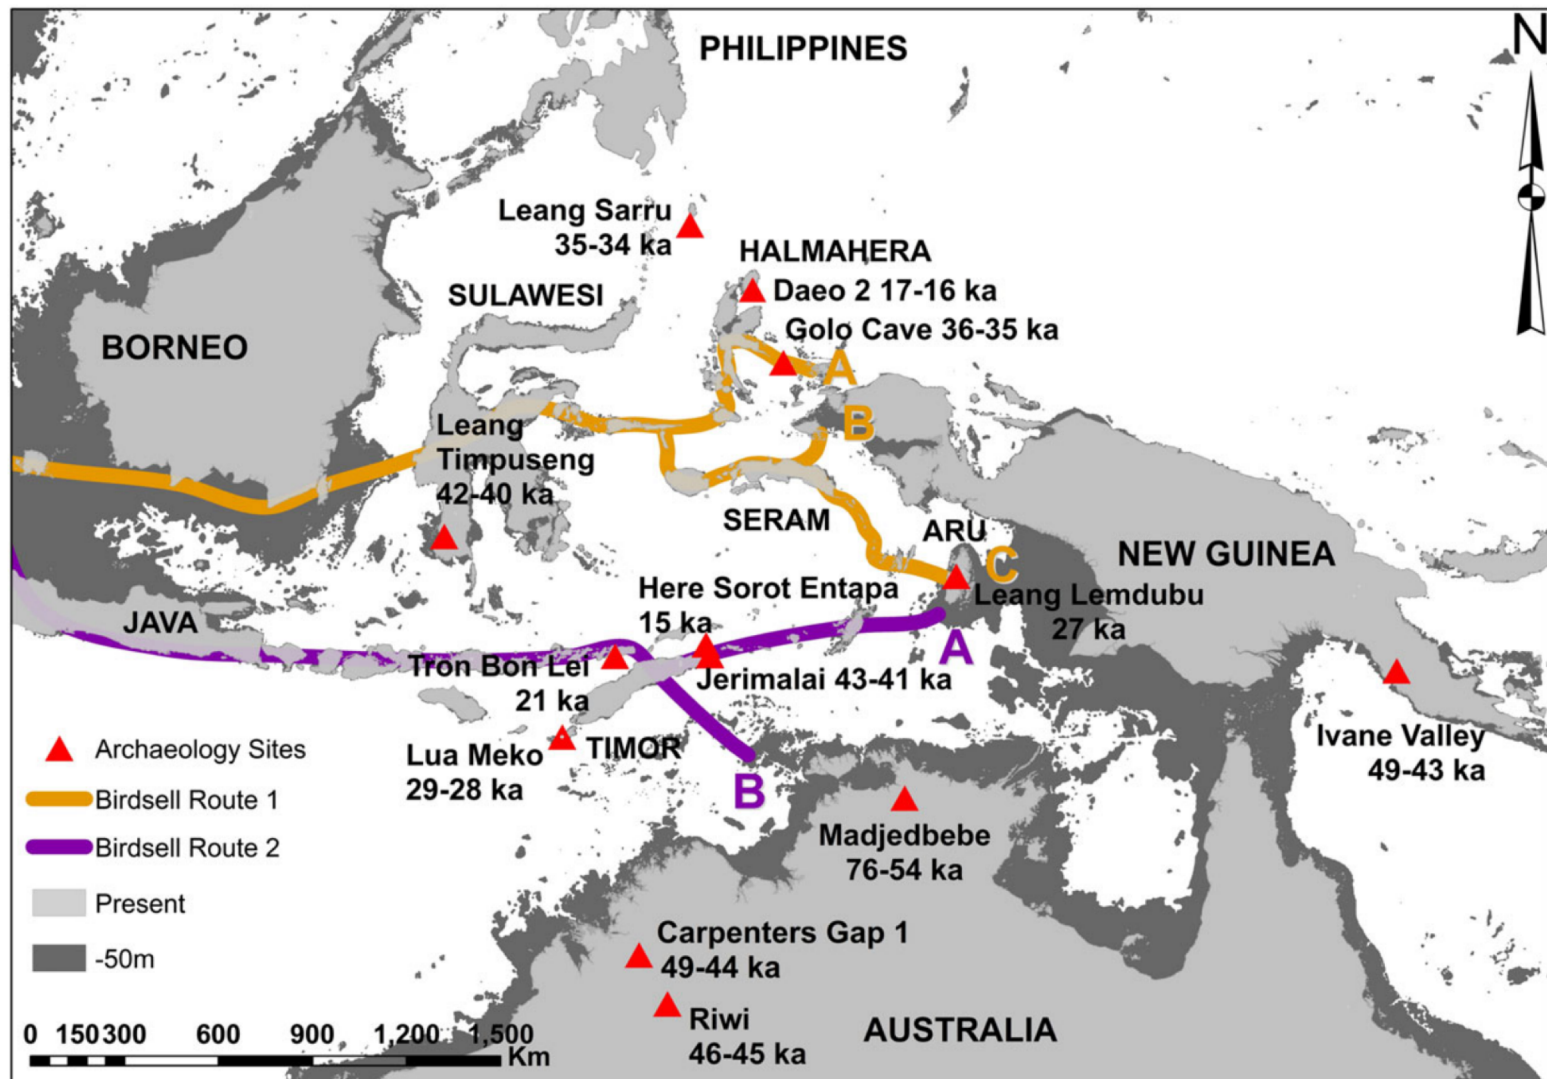 PHILIPPINES
N
Leang Sarru
35-34 ka
HALMAHERA
Daeo 2 17-16 ka
SULAWESI
Golo Cave 36-35 ka
BORNEO
A
B
Leang
Timpuseng
42-40 ka
SERAM
ARU
C
NEW GUINEA
Here Sorot Entapa
15 ka
Leang Lemdubu
27 ka
JAVA
A
Tron Bon Lei
21 ka
Jerimalai 43-41 ka
Lua Meko
29-28 ka
TIMOR
B
Ivane Valley
49-43 ka
Archaeology Sites
Birdsell Route 1
Birdsell Route 2
Present
-50m
Madjedbebe
76-54 ka
Carpenters Gap 1
49-44 ka
Riwi
46-45 ka
AUSTRALIA
0 150 300 600 900 1,200 1,500
Km